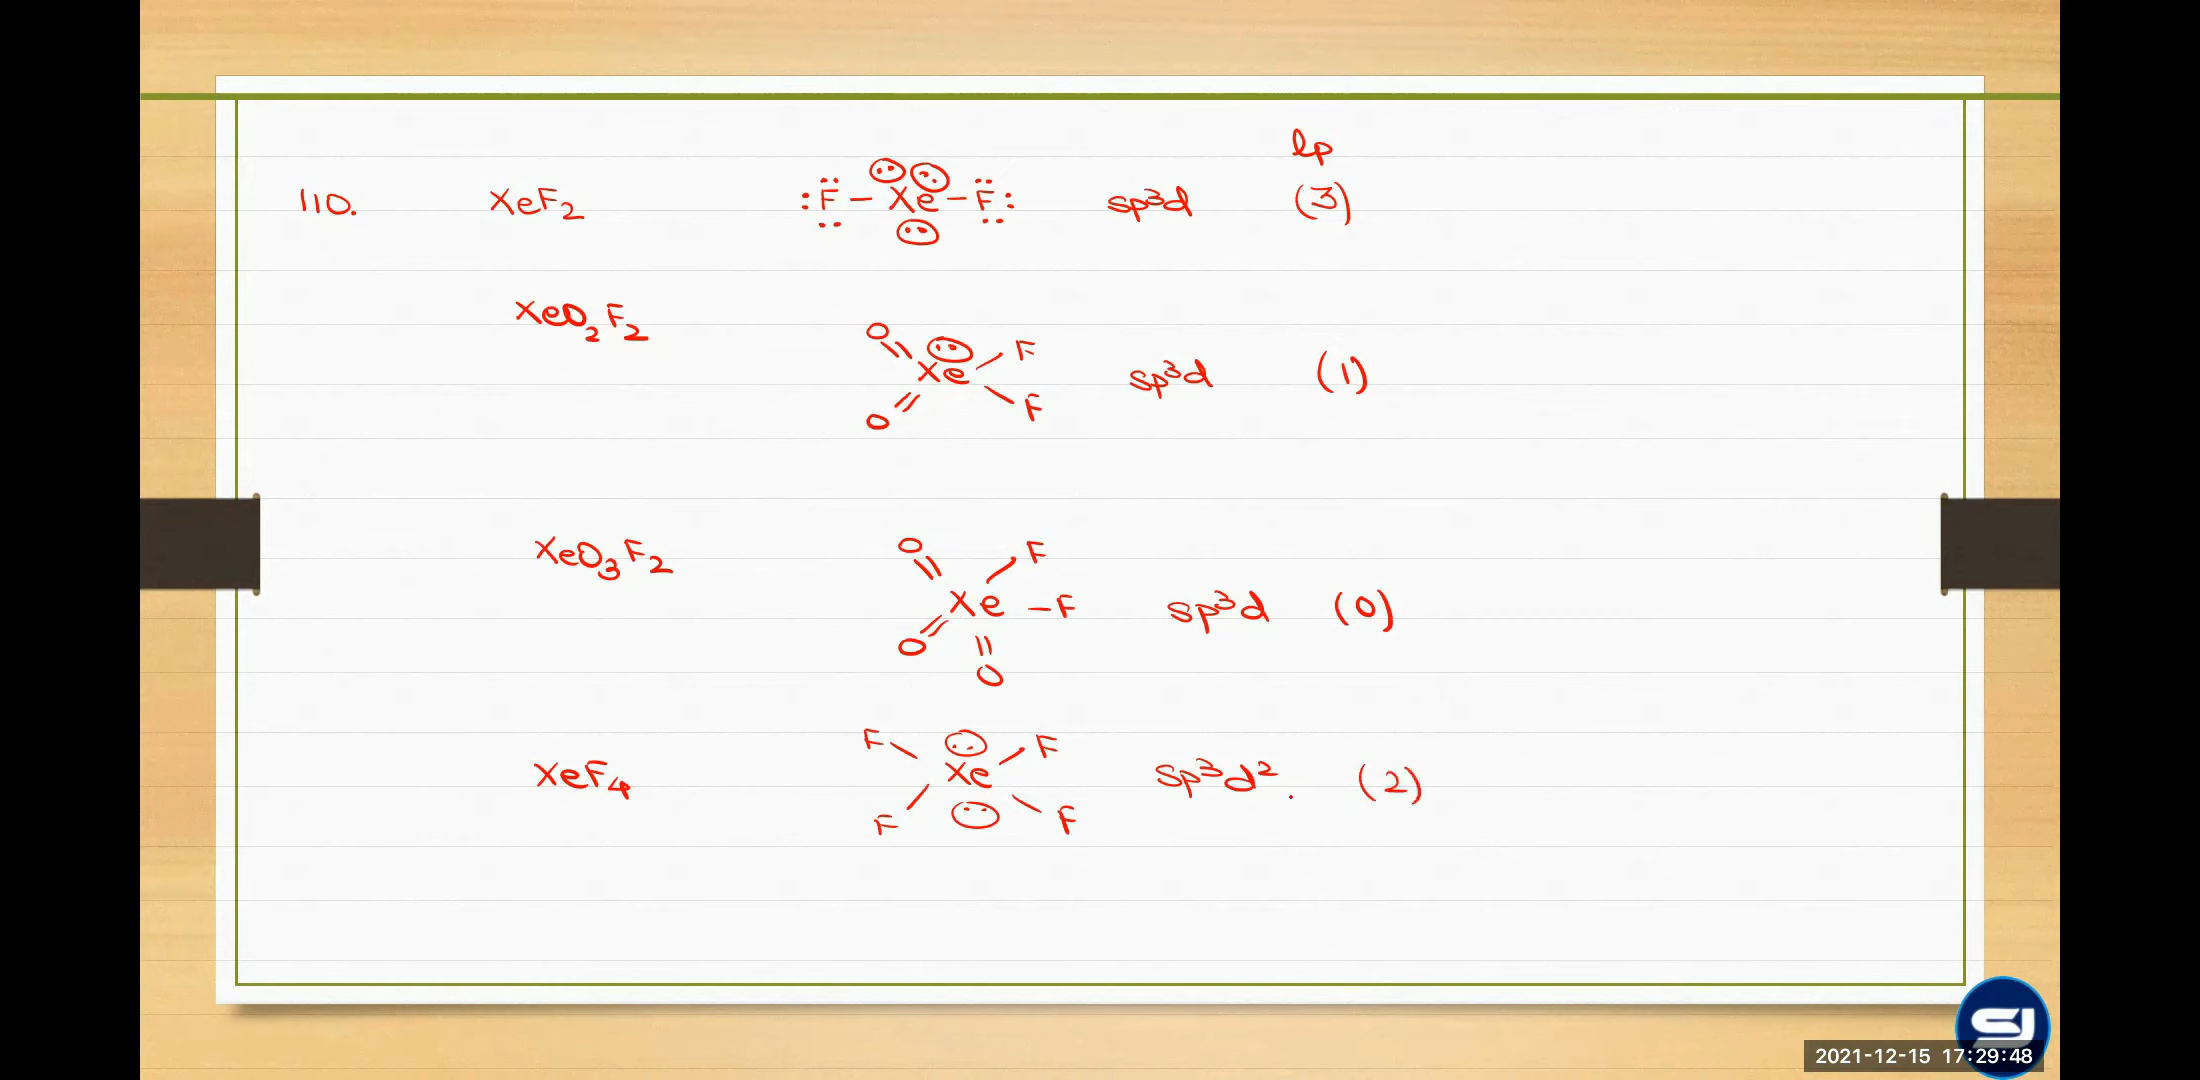 lp
110. XeF2 :F-Xe-F: sp3d (3)
XeO2F2
O F
Xe sp3d (1)
O F
XeO3F2
O F
Xe -F sp3d (0)
O
O
F F
XeF4 Xe sp3d2 (2)
F F
SJ
2021-12-15 17:29:48